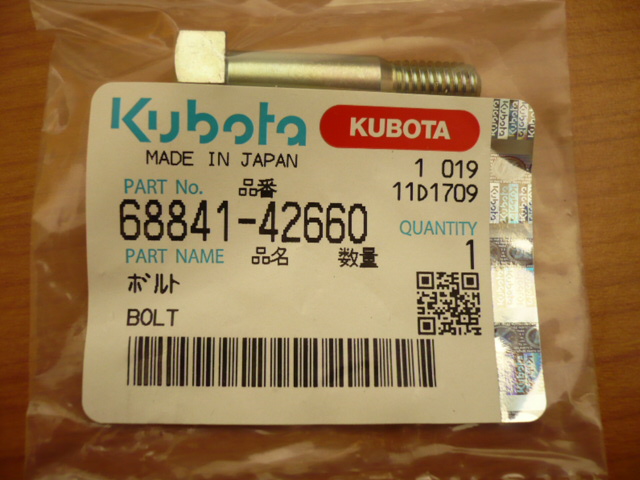 Kubota KUBOTA
MADE IN JAPAN 1 019
PART No. 品番 11D1709
68841-42660 QUANTITY
PART NAME 品名 数量 1
ボルト
BOLT